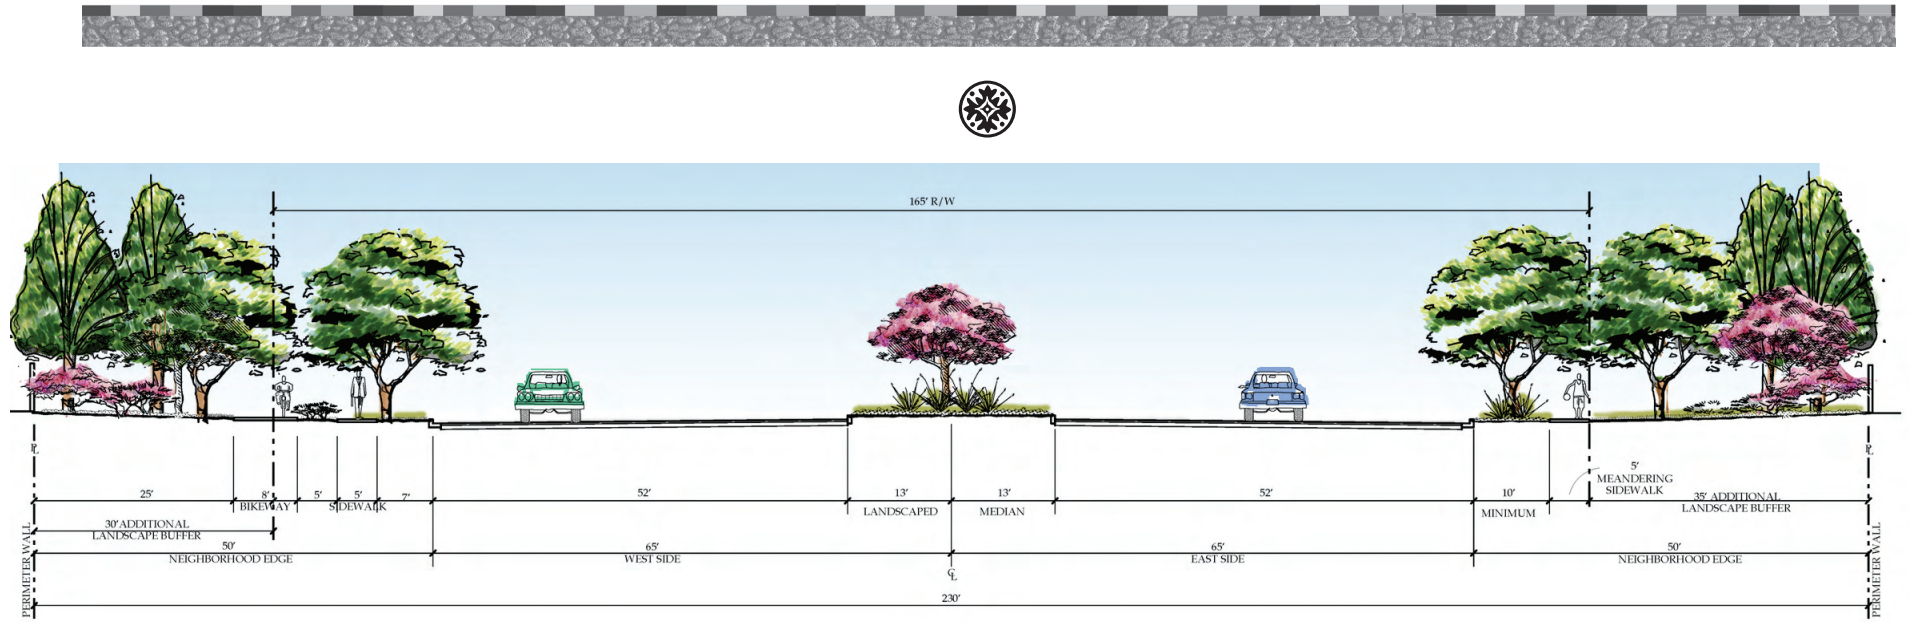 165' R/W
℄
℄
25'
8'
5'
5'
7'
52'
13'
13'
52'
10'
5'
MEANDERING
SIDEWALK
35' ADDITIONAL
LANDSCAPE BUFFER
BIKEWAY
SIDEWALK
LANDSCAPED
MEDIAN
MINIMUM
30' ADDITIONAL
LANDSCAPE BUFFER
50'
NEIGHBORHOOD EDGE
65'
WEST SIDE
65'
EAST SIDE
50'
NEIGHBORHOOD EDGE
PERIMETER WALL
PERIMETER WALL
230'